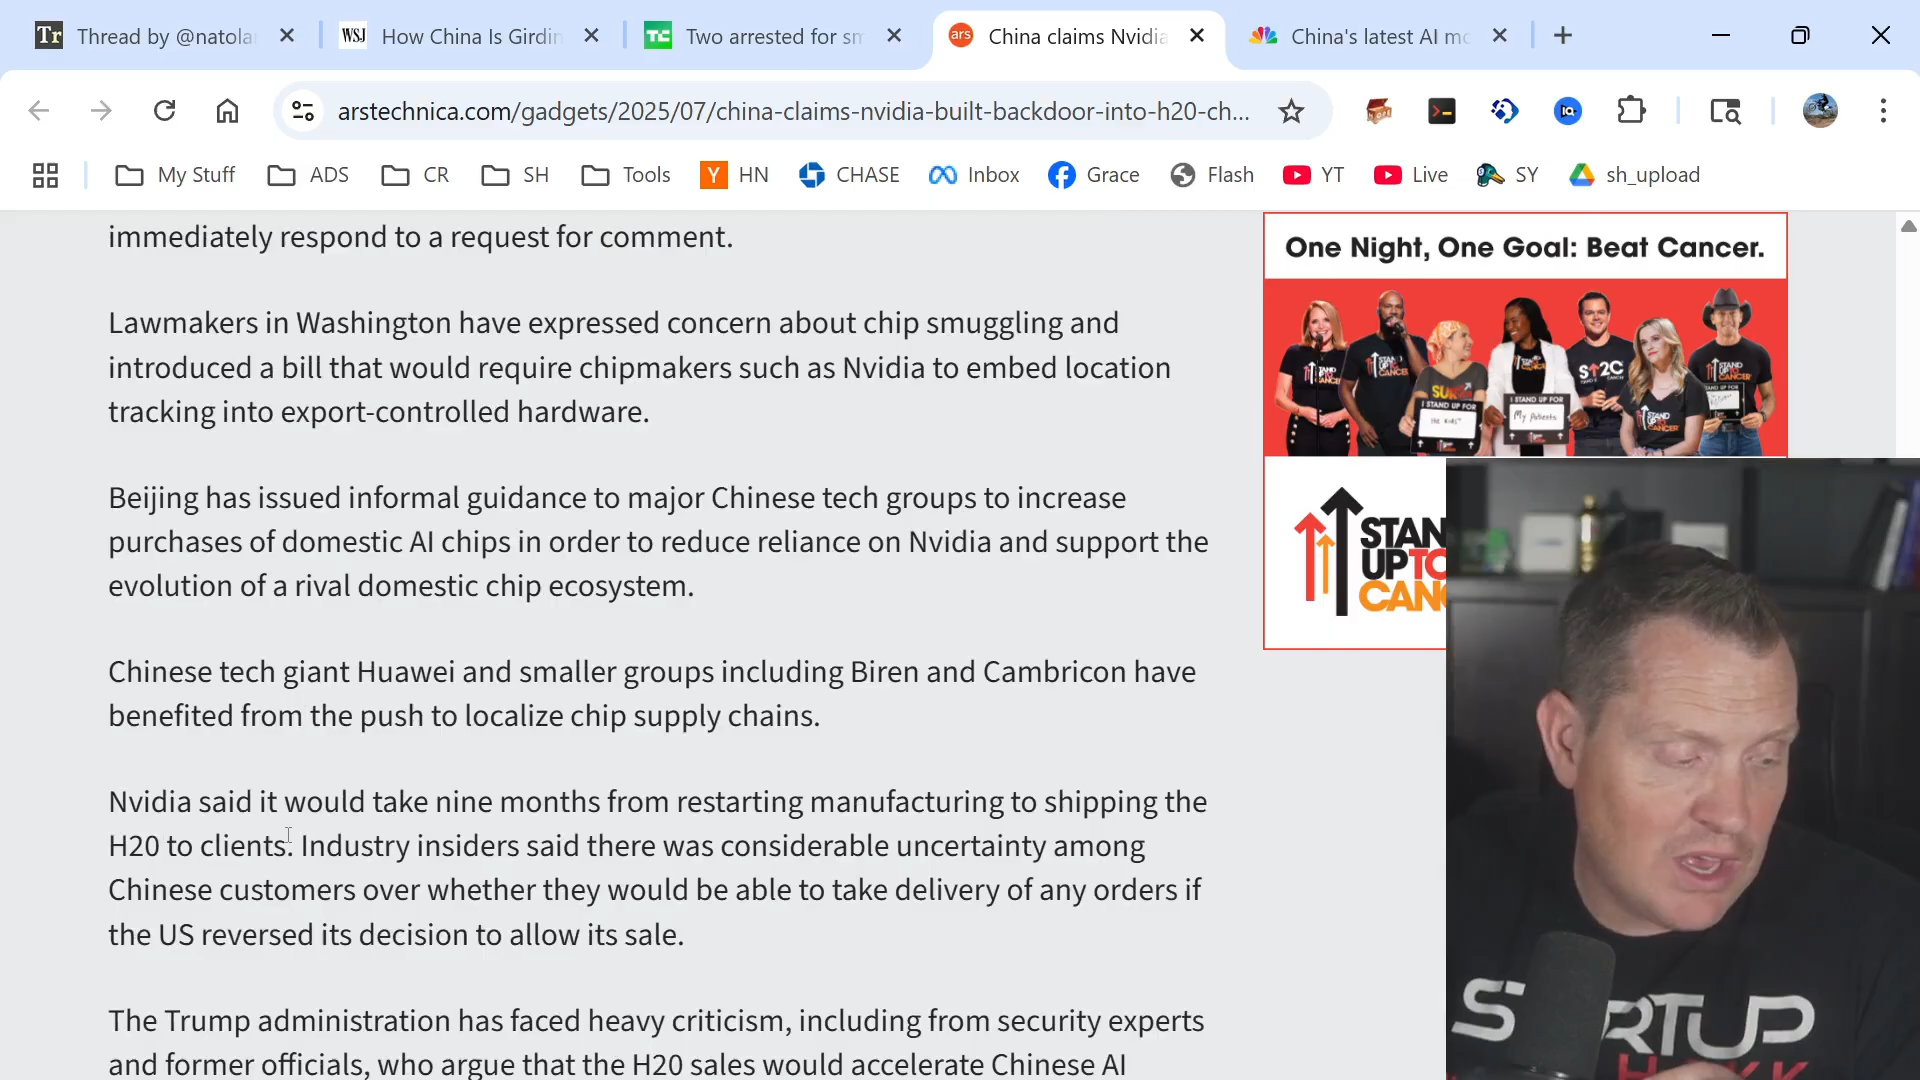 Thread by @natola
How China Is Girdin
Two arrested for sm
China claims Nvidia
China's latest AI mo
arstechnica.com/gadgets/2025/07/china-claims-nvidia-built-backdoor-into-h20-ch...
My Stuff
ADS
CR
SH
Tools
HN
CHASE
Inbox
Grace
Flash
YT
Live
SY
sh_upload
immediately respond to a request for comment.
Lawmakers in Washington have expressed concern about chip smuggling and
introduced a bill that would require chipmakers such as Nvidia to embed location
tracking into export-controlled hardware.
Beijing has issued informal guidance to major Chinese tech groups to increase
purchases of domestic AI chips in order to reduce reliance on Nvidia and support the
evolution of a rival domestic chip ecosystem.
Chinese tech giant Huawei and smaller groups including Biren and Cambricon have
benefited from the push to localize chip supply chains.
Nvidia said it would take nine months from restarting manufacturing to shipping the
H20 to clients. Industry insiders said there was considerable uncertainty among
Chinese customers over whether they would be able to take delivery of any orders if
the US reversed its decision to allow its sale.
The Trump administration has faced heavy criticism, including from security experts
and former officials, who argue that the H20 sales would accelerate Chinese AI
One Night, One Goal: Beat Cancer.
I STAND UP FOR
My Patients
STAN
UPTO
CAN